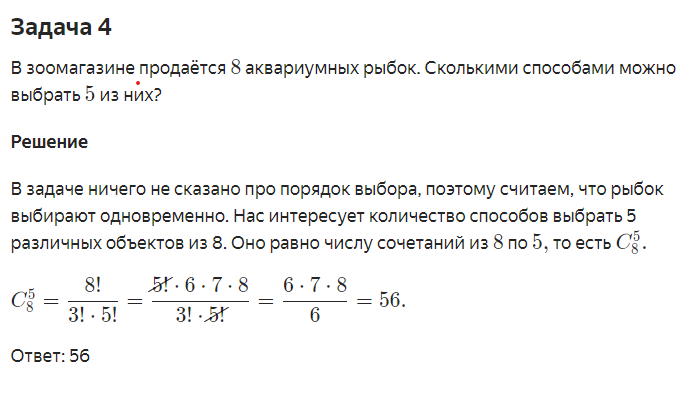 Задача 4
В зоомагазине продаётся 8 аквариумных рыбок. Сколькими способами можно
выбрать 5 из них?
Решение
В задаче ничего не сказано про порядок выбора, поэтому считаем, что рыбок
выбирают одновременно. Нас интересует количество способов выбрать 5
различных объектов из 8. Оно равно числу сочетаний из 8 по 5, то есть C_8^5.
C_8^5 = \frac{8!}{3! \cdot 5!} = \frac{\cancel{5!} \cdot 6 \cdot 7 \cdot 8}{3! \cdot \cancel{5!}} = \frac{6 \cdot 7 \cdot 8}{6} = 56.
Ответ: 56